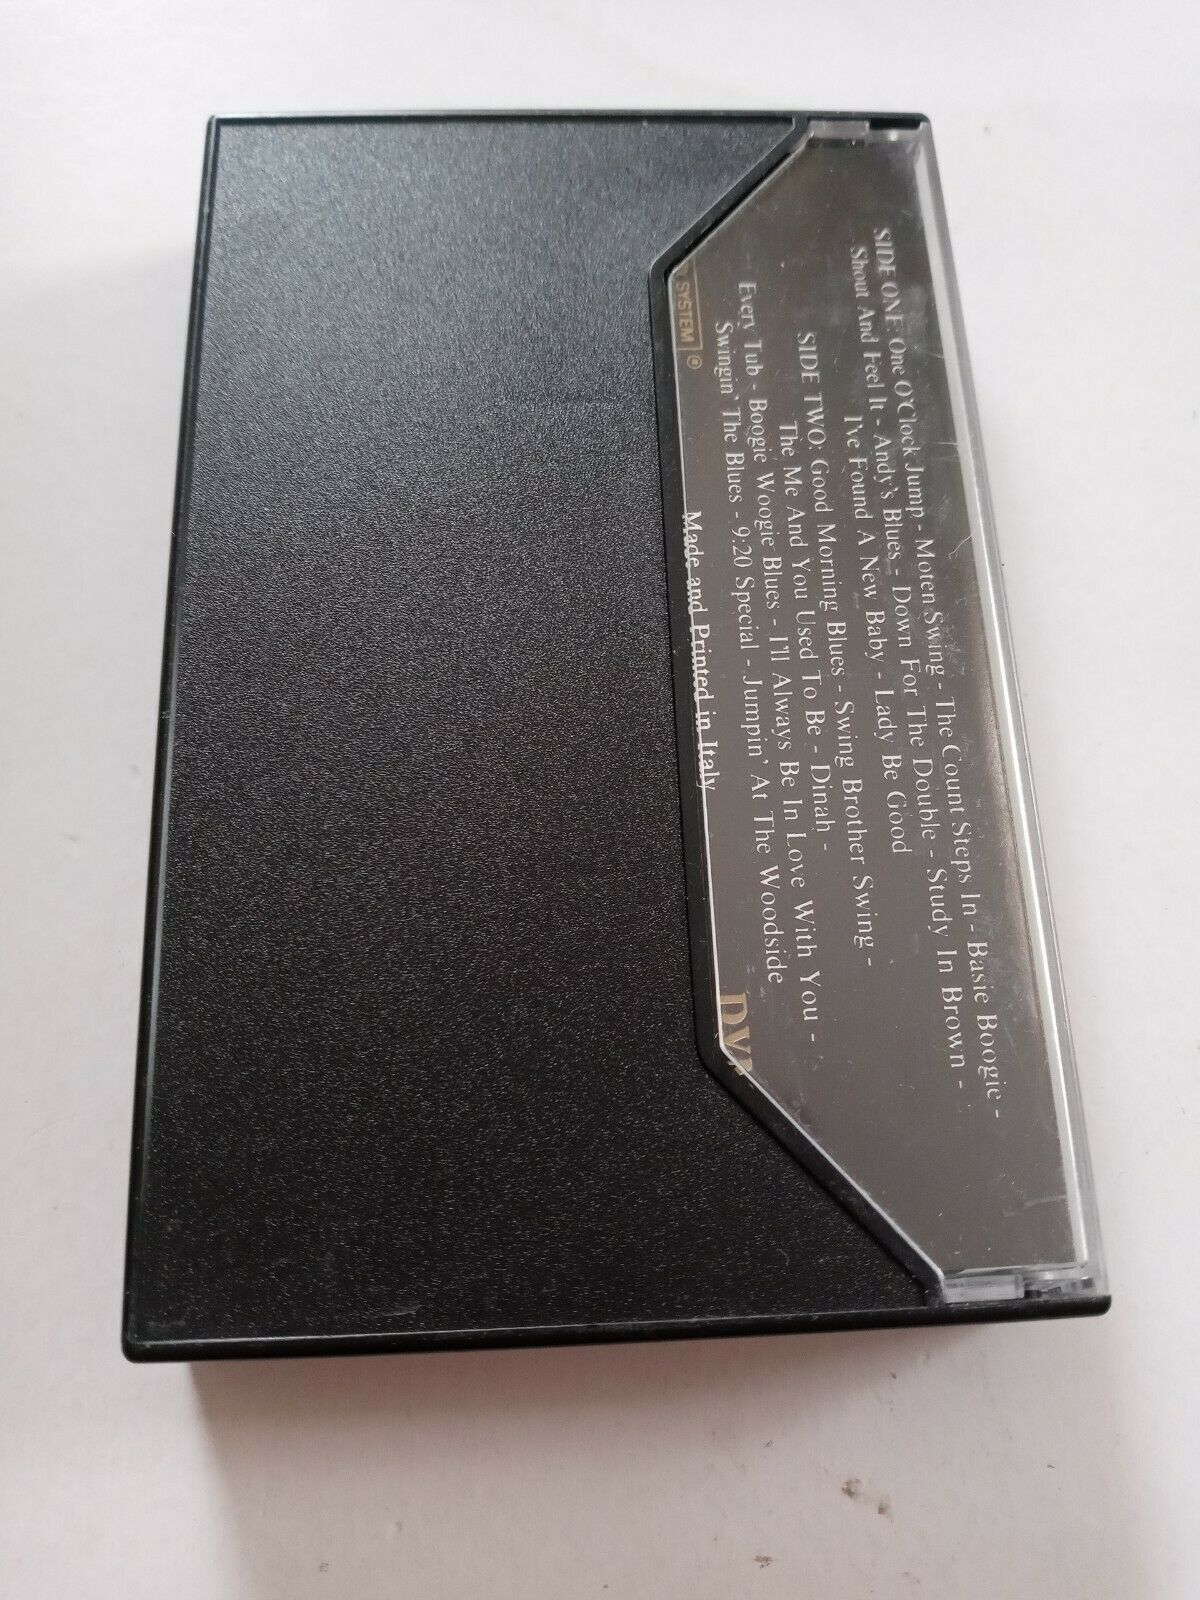 SIDE ONE: One O'Clock Jump - Moten Swing - The Count Steps In - Basie Boogie -
Shout And Feel It - Andy's Blues - Down For The Double - Study In Brown -
I've Found A New Baby - Lady Be Good
SIDE TWO: Good Morning Blues - Swing Brother Swing -
The Me And You Used To Be - Dinah -
Every Tub - Boogie Woogie Blues - I'll Always Be In Love With You -
Swingin' The Blues - 9:20 Special - Jumpin' At The Woodside
SYSTEM ®
Made and Printed in Italy